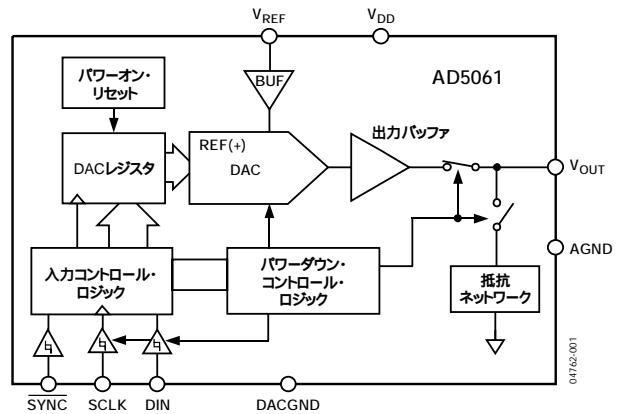 VREF
VDD
パワーオン・
リセット
BUF
AD5061
DACレジスタ
REF(+)
DAC
出力バッファ
VOUT
入力コントロール・
ロジック
パワーダウン・
コントロール・
ロジック
抵抗
ネットワーク
AGND
04762-001
SYNC
SCLK
DIN
DACGND